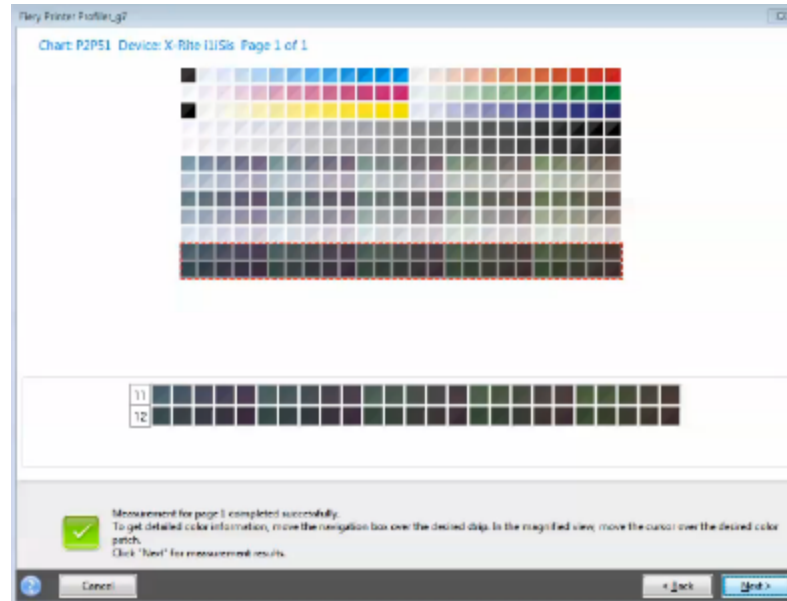 Fiery Printer Profiler_g7
Chart: P2P51 Device: X-Rite i1iSis Page 1 of 1
11
12
Measurement for page 1 completed successfully.
To get detailed color information, move the navigation box over the desired strip. In the magnified view, move the cursor over the desired color
patch.
Click "Next" for measurement results.
Cancel
< Back
Next >